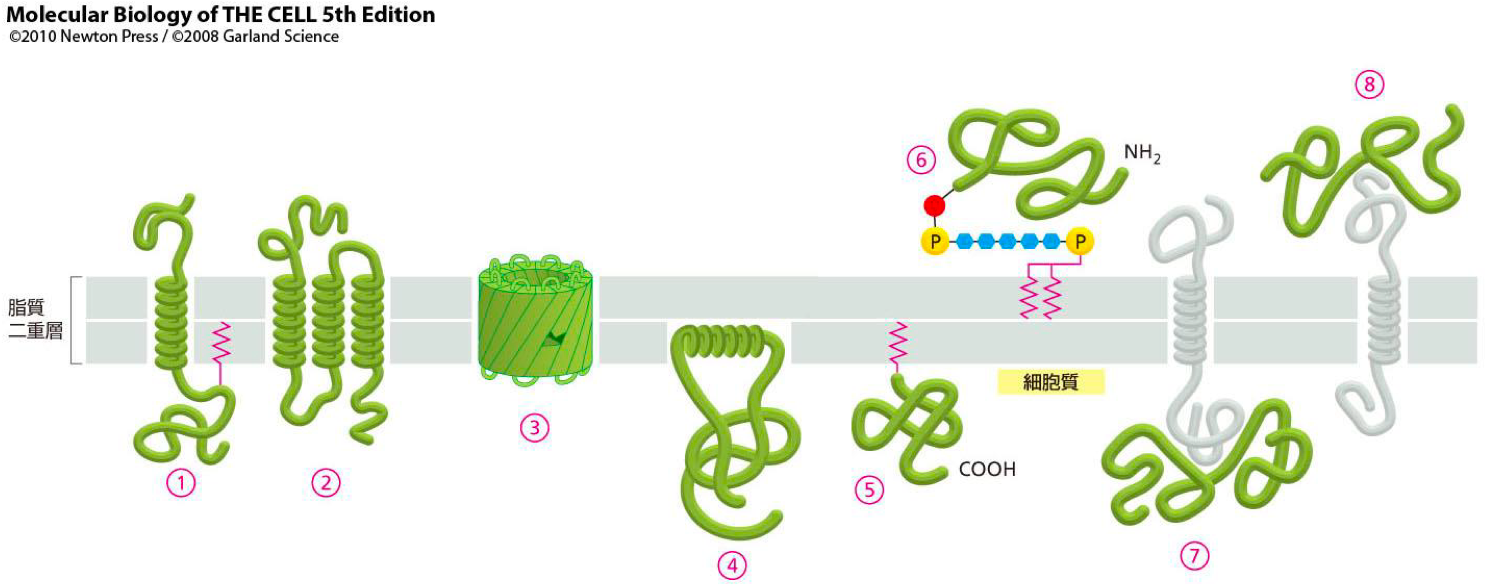 Molecular Biology of THE CELL 5th Edition
©2010 Newton Press / ©2008 Garland Science
⑧
⑥
NH₂
P
P
脂質
二重層
細胞質
③
①
②
⑤
COOH
④
⑦